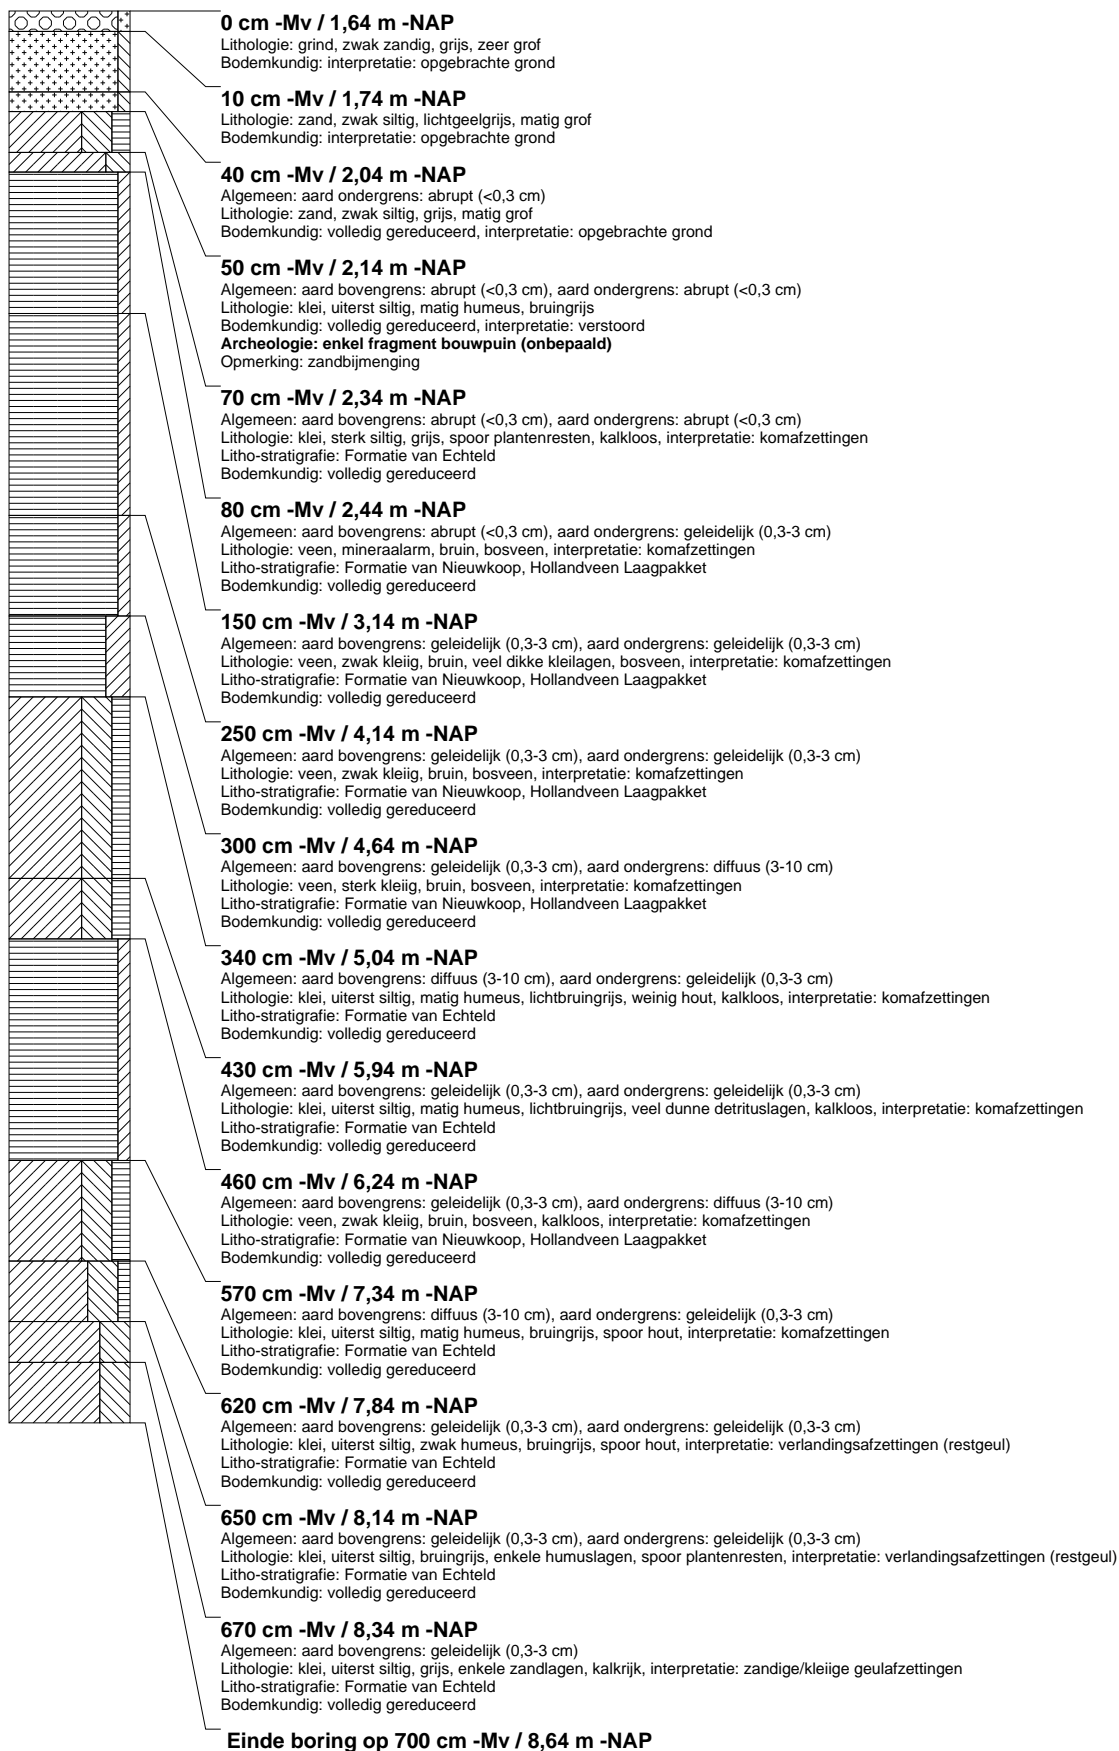 0 cm -Mv / 1,64 m -NAP
Lithologie: grind, zwak zandig, grijs, zeer grof
Bodemkundig: interpretatie: opgebrachte grond
10 cm -Mv / 1,74 m -NAP
Lithologie: zand, zwak siltig, lichtgeelgrijs, matig grof
Bodemkundig: interpretatie: opgebrachte grond
40 cm -Mv / 2,04 m -NAP
Algemeen: aard ondergrens: abrupt (<0,3 cm)
Lithologie: zand, zwak siltig, grijs, matig grof
Bodemkundig: volledig gereduceerd, interpretatie: opgebrachte grond
50 cm -Mv / 2,14 m -NAP
Algemeen: aard bovengrens: abrupt (<0,3 cm), aard ondergrens: abrupt (<0,3 cm)
Lithologie: klei, uiterst siltig, matig humeus, bruingrijs
Bodemkundig: volledig gereduceerd, interpretatie: verstoord
Archeologie: enkel fragment bouwpuin (onbepaald)
Opmerking: zandbijmenging
70 cm -Mv / 2,34 m -NAP
Algemeen: aard bovengrens: abrupt (<0,3 cm), aard ondergrens: abrupt (<0,3 cm)
Lithologie: klei, sterk siltig, grijs, spoor plantenresten, kalkloos, interpretatie: komafzettingen
Litho-stratigrafie: Formatie van Echteld
Bodemkundig: volledig gereduceerd
80 cm -Mv / 2,44 m -NAP
Algemeen: aard bovengrens: abrupt (<0,3 cm), aard ondergrens: geleidelijk (0,3-3 cm)
Lithologie: veen, mineraalarm, bruin, bosveen, interpretatie: komafzettingen
Litho-stratigrafie: Formatie van Nieuwkoop, Hollandveen Laagpakket
Bodemkundig: volledig gereduceerd
150 cm -Mv / 3,14 m -NAP
Algemeen: aard bovengrens: geleidelijk (0,3-3 cm), aard ondergrens: geleidelijk (0,3-3 cm)
Lithologie: veen, zwak kleiig, bruin, veel dikke kleilagen, bosveen, interpretatie: komafzettingen
Litho-stratigrafie: Formatie van Nieuwkoop, Hollandveen Laagpakket
Bodemkundig: volledig gereduceerd
250 cm -Mv / 4,14 m -NAP
Algemeen: aard bovengrens: geleidelijk (0,3-3 cm), aard ondergrens: geleidelijk (0,3-3 cm)
Lithologie: veen, zwak kleiig, bruin, bosveen, interpretatie: komafzettingen
Litho-stratigrafie: Formatie van Nieuwkoop, Hollandveen Laagpakket
Bodemkundig: volledig gereduceerd
300 cm -Mv / 4,64 m -NAP
Algemeen: aard bovengrens: geleidelijk (0,3-3 cm), aard ondergrens: diffuus (3-10 cm)
Lithologie: veen, sterk kleiig, bruin, bosveen, interpretatie: komafzettingen
Litho-stratigrafie: Formatie van Nieuwkoop, Hollandveen Laagpakket
Bodemkundig: volledig gereduceerd
340 cm -Mv / 5,04 m -NAP
Algemeen: aard bovengrens: diffuus (3-10 cm), aard ondergrens: geleidelijk (0,3-3 cm)
Lithologie: klei, uiterst siltig, matig humeus, lichtbruingrijs, weinig hout, kalkloos, interpretatie: komafzettingen
Litho-stratigrafie: Formatie van Echteld
Bodemkundig: volledig gereduceerd
430 cm -Mv / 5,94 m -NAP
Algemeen: aard bovengrens: geleidelijk (0,3-3 cm), aard ondergrens: geleidelijk (0,3-3 cm)
Lithologie: klei, uiterst siltig, matig humeus, lichtbruingrijs, veel dunne detrituslagen, kalkloos, interpretatie: komafzettingen
Litho-stratigrafie: Formatie van Echteld
Bodemkundig: volledig gereduceerd
460 cm -Mv / 6,24 m -NAP
Algemeen: aard bovengrens: geleidelijk (0,3-3 cm), aard ondergrens: diffuus (3-10 cm)
Lithologie: veen, zwak kleiig, bruin, bosveen, kalkloos, interpretatie: komafzettingen
Litho-stratigrafie: Formatie van Nieuwkoop, Hollandveen Laagpakket
Bodemkundig: volledig gereduceerd
570 cm -Mv / 7,34 m -NAP
Algemeen: aard bovengrens: diffuus (3-10 cm), aard ondergrens: geleidelijk (0,3-3 cm)
Lithologie: klei, uiterst siltig, matig humeus, bruingrijs, spoor hout, interpretatie: komafzettingen
Litho-stratigrafie: Formatie van Echteld
Bodemkundig: volledig gereduceerd
620 cm -Mv / 7,84 m -NAP
Algemeen: aard bovengrens: geleidelijk (0,3-3 cm), aard ondergrens: geleidelijk (0,3-3 cm)
Lithologie: klei, uiterst siltig, zwak humeus, bruingrijs, spoor hout, interpretatie: verlandingsafzettingen (restgeul)
Litho-stratigrafie: Formatie van Echteld
Bodemkundig: volledig gereduceerd
650 cm -Mv / 8,14 m -NAP
Algemeen: aard bovengrens: geleidelijk (0,3-3 cm), aard ondergrens: geleidelijk (0,3-3 cm)
Lithologie: klei, uiterst siltig, bruingrijs, enkele humuslagen, spoor plantenresten, interpretatie: verlandingsafzettingen (restgeul)
Litho-stratigrafie: Formatie van Echteld
Bodemkundig: volledig gereduceerd
670 cm -Mv / 8,34 m -NAP
Algemeen: aard bovengrens: geleidelijk (0,3-3 cm)
Lithologie: klei, uiterst siltig, grijs, enkele zandlagen, kalkrijk, interpretatie: zandige/kleiige geulafzettingen
Litho-stratigrafie: Formatie van Echteld
Bodemkundig: volledig gereduceerd
Einde boring op 700 cm -Mv / 8,64 m -NAP